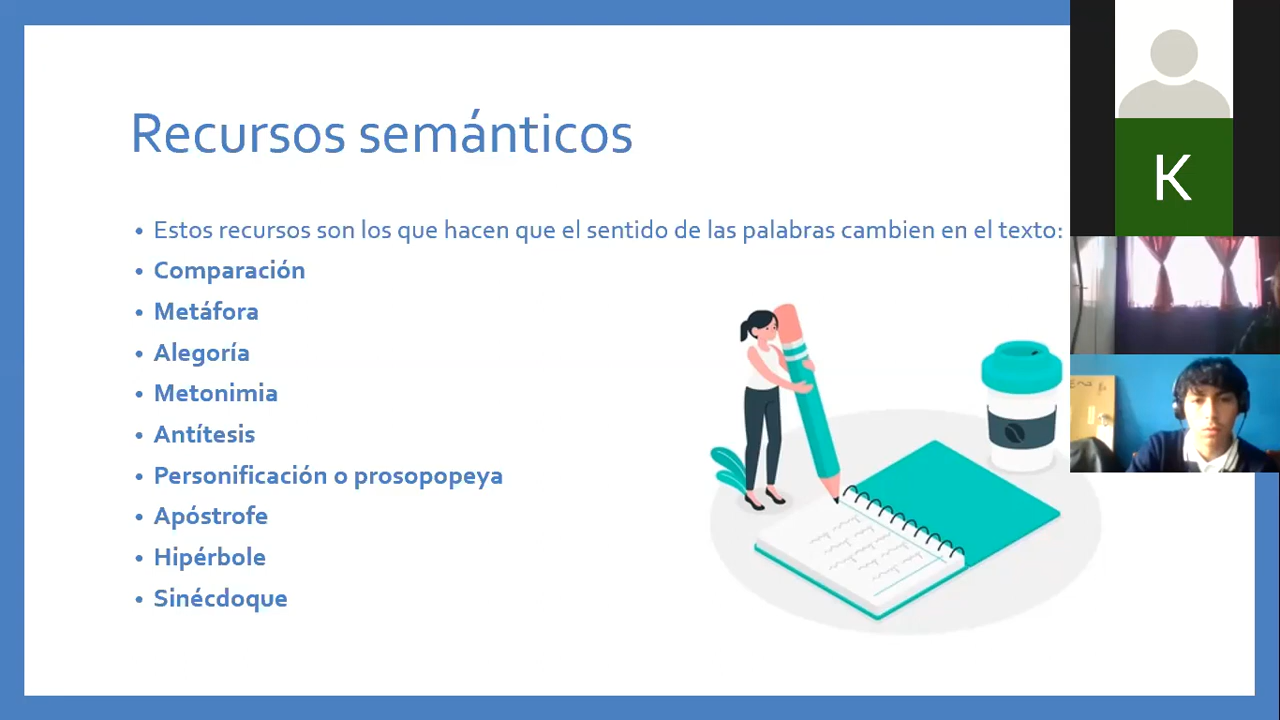 Recursos semánticos
• Estos recursos son los que hacen que el sentido de las palabras cambien en el texto:
• Comparación
• Metáfora
• Alegoría
• Metonimia
• Antítesis
• Personificación o prosopopeya
• Apóstrofe
• Hipérbole
• Sinécdoque
K